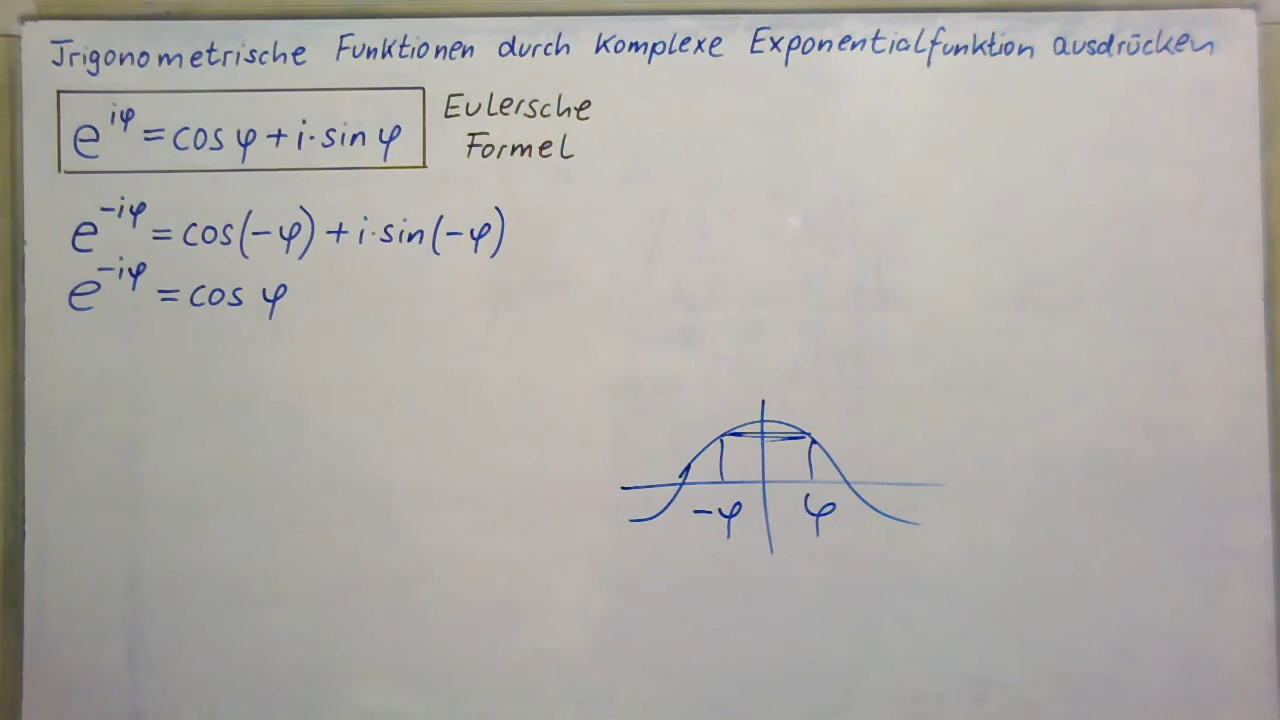 Trigonometrische Funktionen durch komplexe Exponentialfunktion ausdrücken
e^{iφ} = cos φ + i · sin φ
Eulersche
Formel
e^{-iφ} = cos(-φ) + i · sin(-φ)
e^{-iφ} = cos φ
-φ φ